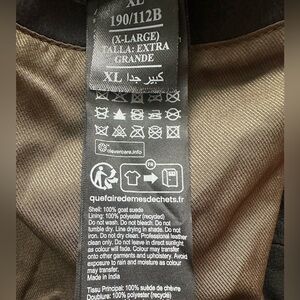 XL
190/112B
(X-LARGE)
TALLA: EXTRA
GRANDE
XL كبير جدا
clevercare.info
FR
quefairedemesdechets.fr
Shell: 100% goat suede
Lining: 100% polyester (recycled)
Do not wash. Do not bleach. Do not
tumble dry. Line drying in shade. Do not
iron. Do not dry clean. Professional leather
clean only. Do not leave in direct sunlight
as colour will fade. Colour may transfer
onto other garments and upholstery. Avoid
exposure to rain and moisture as colour
may transfer.
Made in India
Tissu Principal: 100% suède de chèvre
Doublure: 100% polyester (recyclé)